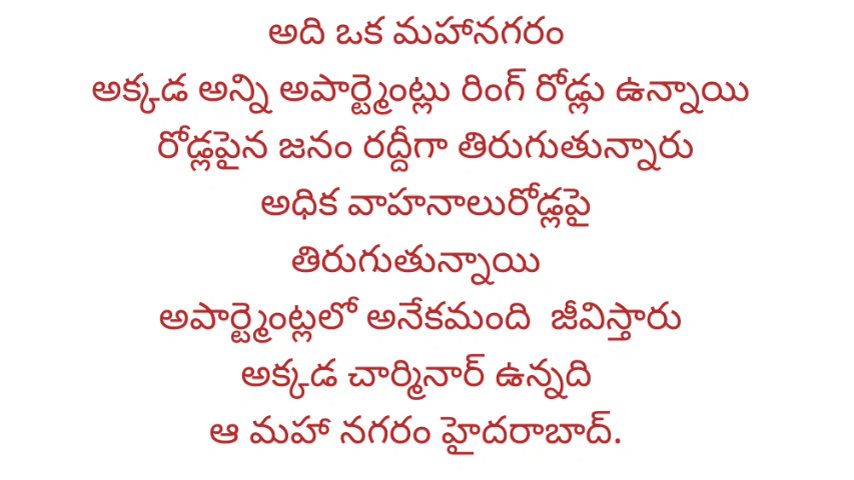 అది ఒక మహానగరం
అక్కడ అన్ని అపార్ట్మెంట్లు రింగ్ రోడ్లు ఉన్నాయి
రోడ్లపైన జనం రద్దీగా తిరుగుతున్నారు
అధిక వాహనాలురోడ్లపై
తిరుగుతున్నాయి
అపార్ట్మెంట్లలో అనేకమంది  జీవిస్తారు
అక్కడ చార్మినార్ ఉన్నది
ఆ మహా నగరం హైదరాబాద్.